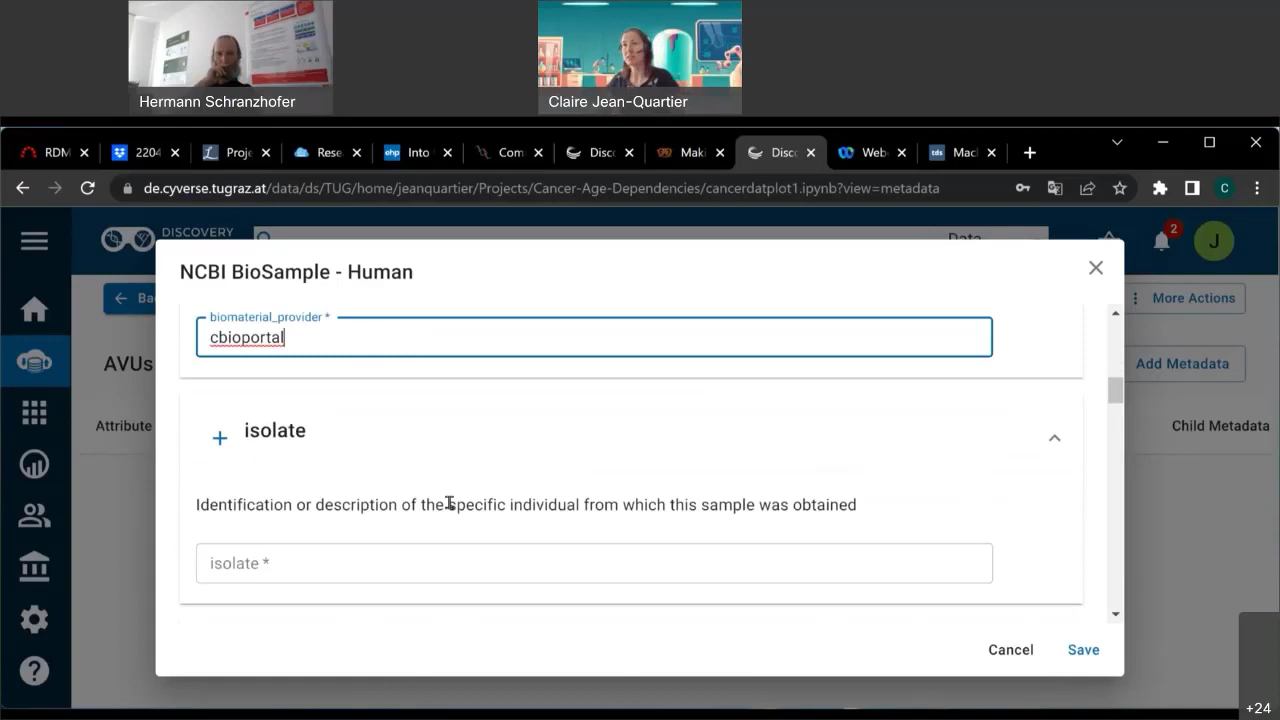 Hermann Schranzhofer
Claire Jean-Quartier
RDM
2204
Proje
Rese
Into
Com
Disco
Maki
Disc
Web
Macl
de.cyverse.tugraz.at/data/ds/TUG/home/jeanquartier/Projects/Cancer-Age-Dependencies/cancerdatplot1.ipynb?view=metadata
C
DISCOVERY
Data
2
J
NCBI BioSample - Human
Ba
More Actions
biomaterial_provider *
cbioportal
AVUs
Add Metadata
Attribute
Child Metadata
+ isolate
Identification or description of the specific individual from which this sample was obtained
isolate *
Cancel
Save
+24